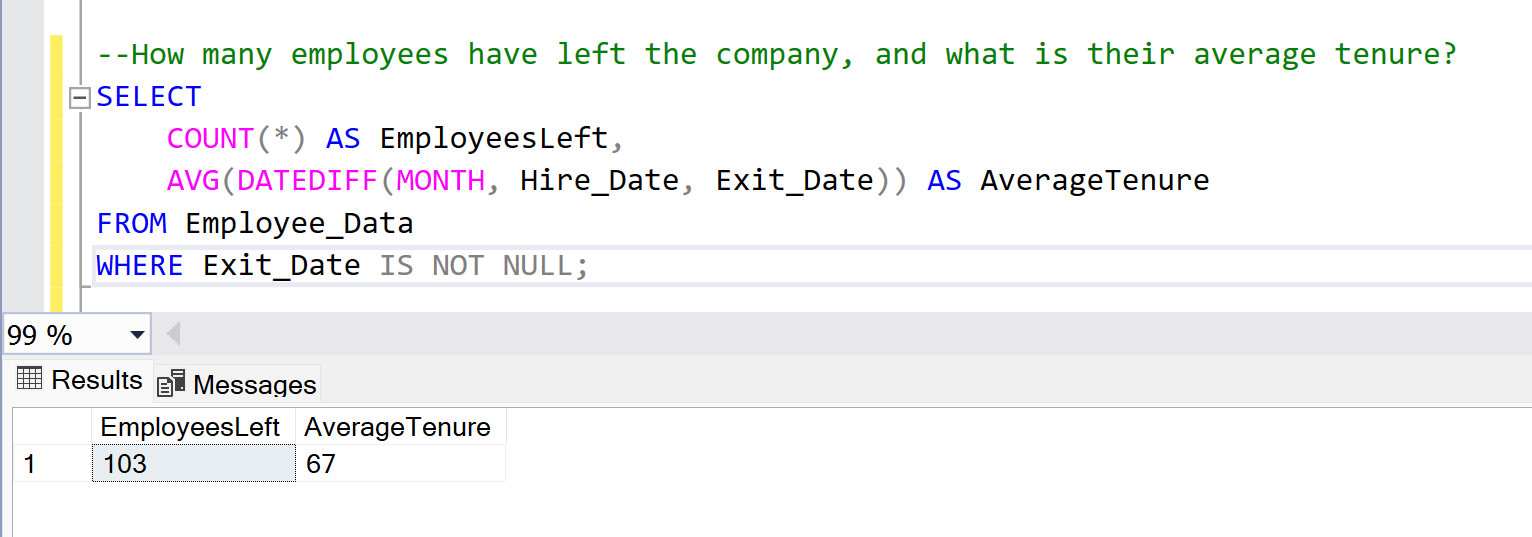 --How many employees have left the company, and what is their average tenure?
SELECT
COUNT(*) AS EmployeesLeft,
AVG(DATEDIFF(MONTH, Hire_Date, Exit_Date)) AS AverageTenure
FROM Employee_Data
WHERE Exit_Date IS NOT NULL;
99 %
Results Messages
EmployeesLeft AverageTenure
1 103 67